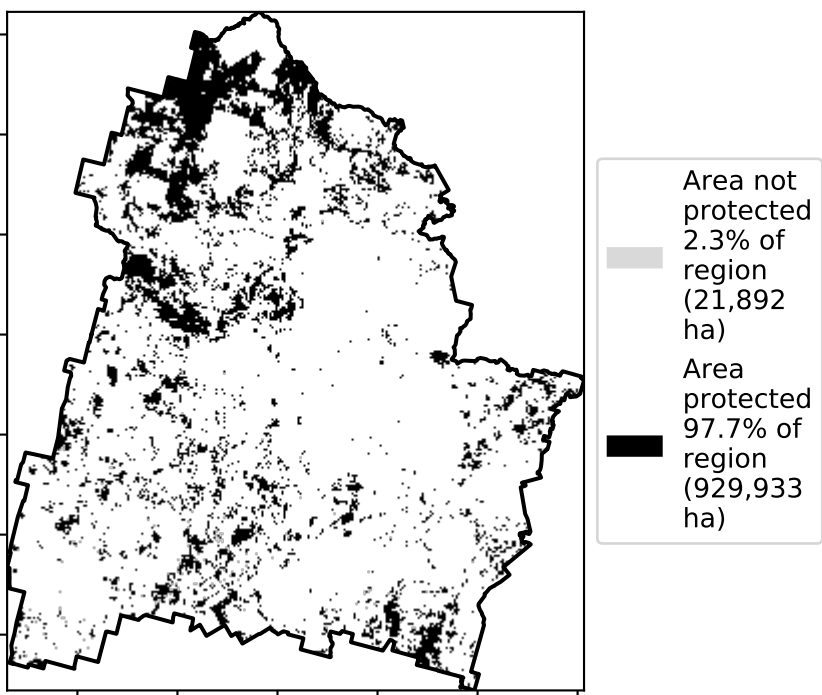 Area not
protected
2.3% of
region
(21,892
ha)
Area
protected
97.7% of
region
(929,933
ha)